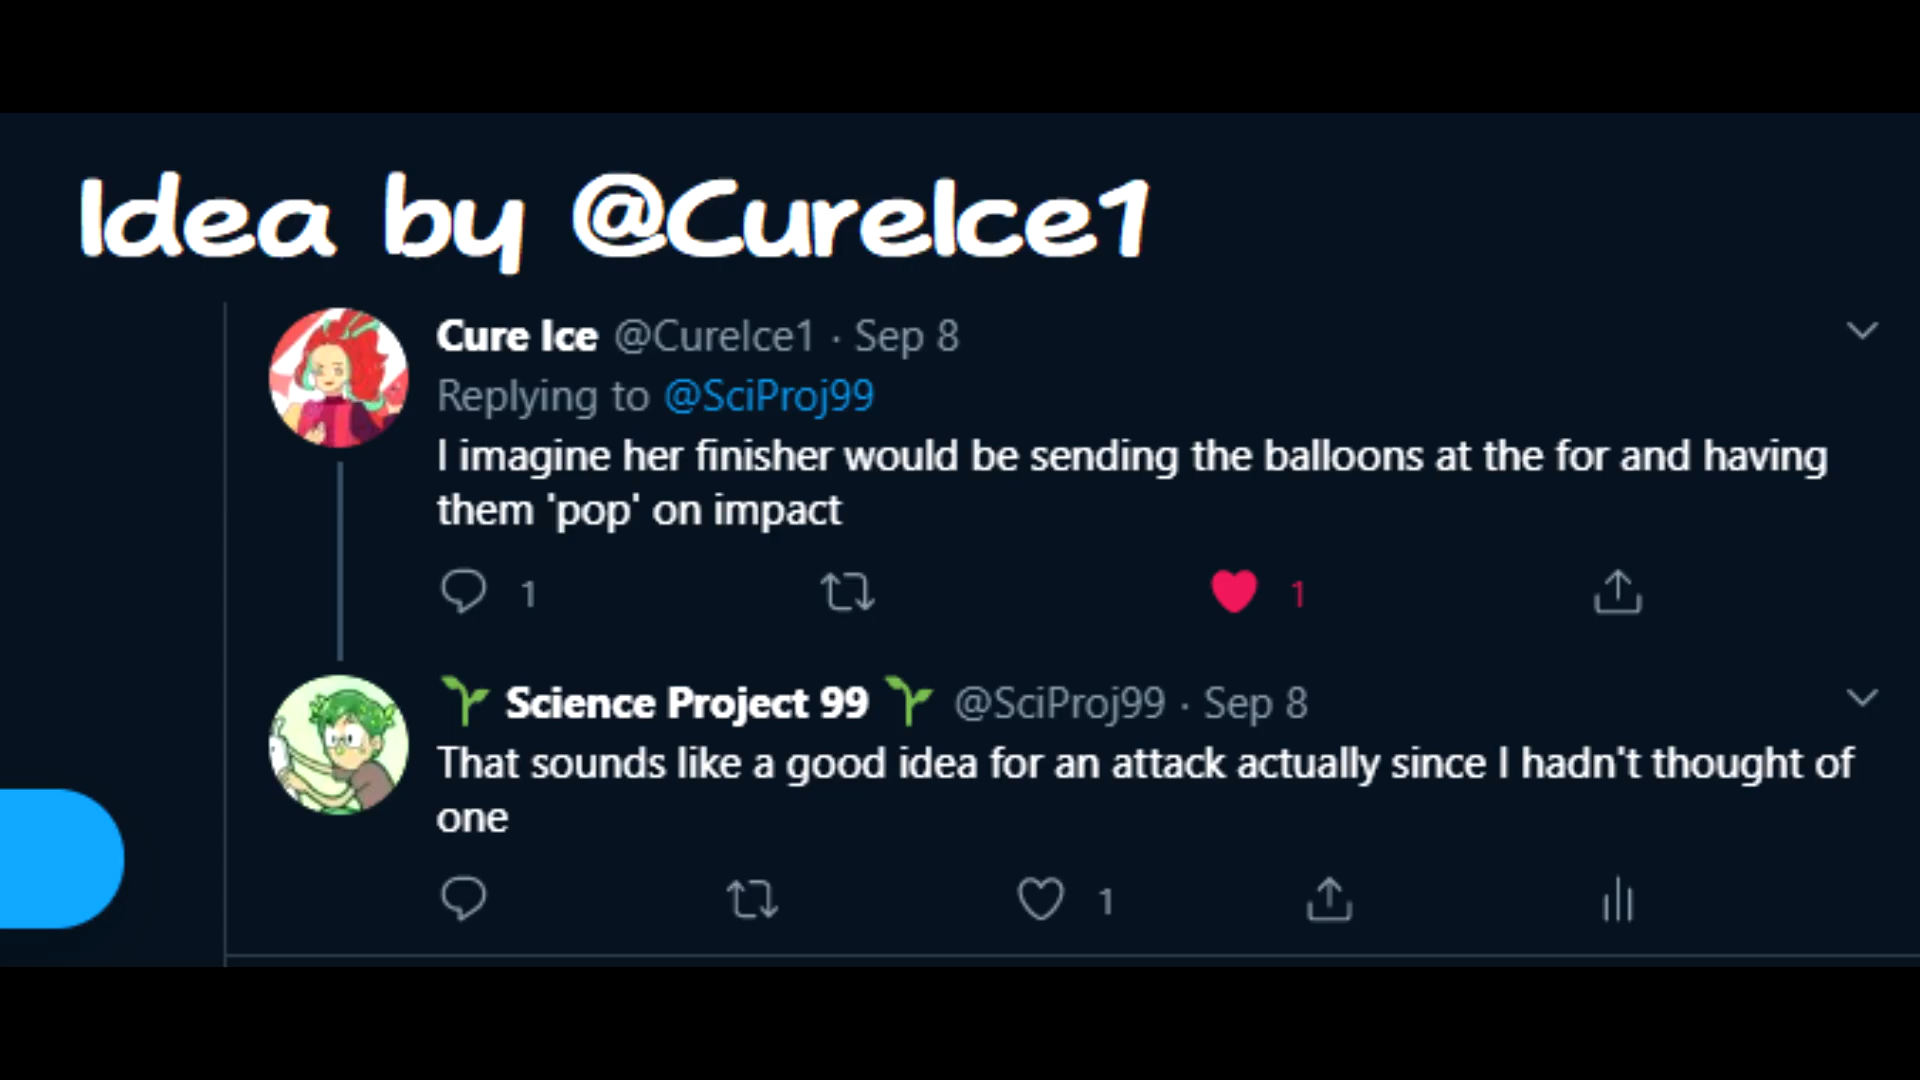 Idea by @CureIce1
Cure Ice @CureIce1 · Sep 8
Replying to @SciProj99
I imagine her finisher would be sending the balloons at the for and having
them 'pop' on impact
1 1
Science Project 99 @SciProj99 · Sep 8
That sounds like a good idea for an attack actually since I hadn't thought of
one
1